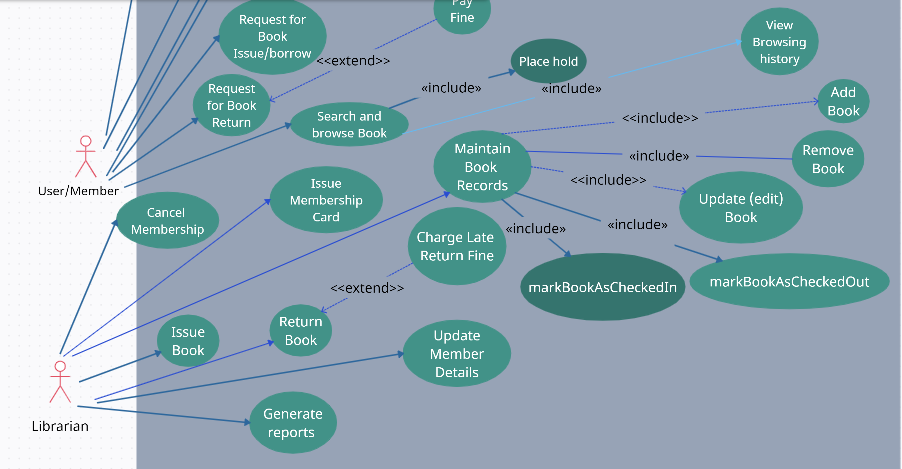 Pay
Fine
Request for
Book
Issue/borrow
View
Browsing
history
<<extend>>
Place hold
«include»
«include»
Request
for Book
Return
Search and
browse Book
Add
Book
<<include>>
Maintain
Book
Records
«include»
Remove
Book
<<include>>
User/Member
Issue
Membership
Card
Update (edit)
Book
Cancel
Membership
«include»
«include»
Charge Late
Return Fine
markBookAsCheckedIn
markBookAsCheckedOut
<<extend>>
Issue
Book
Return
Book
Update
Member
Details
Librarian
Generate
reports